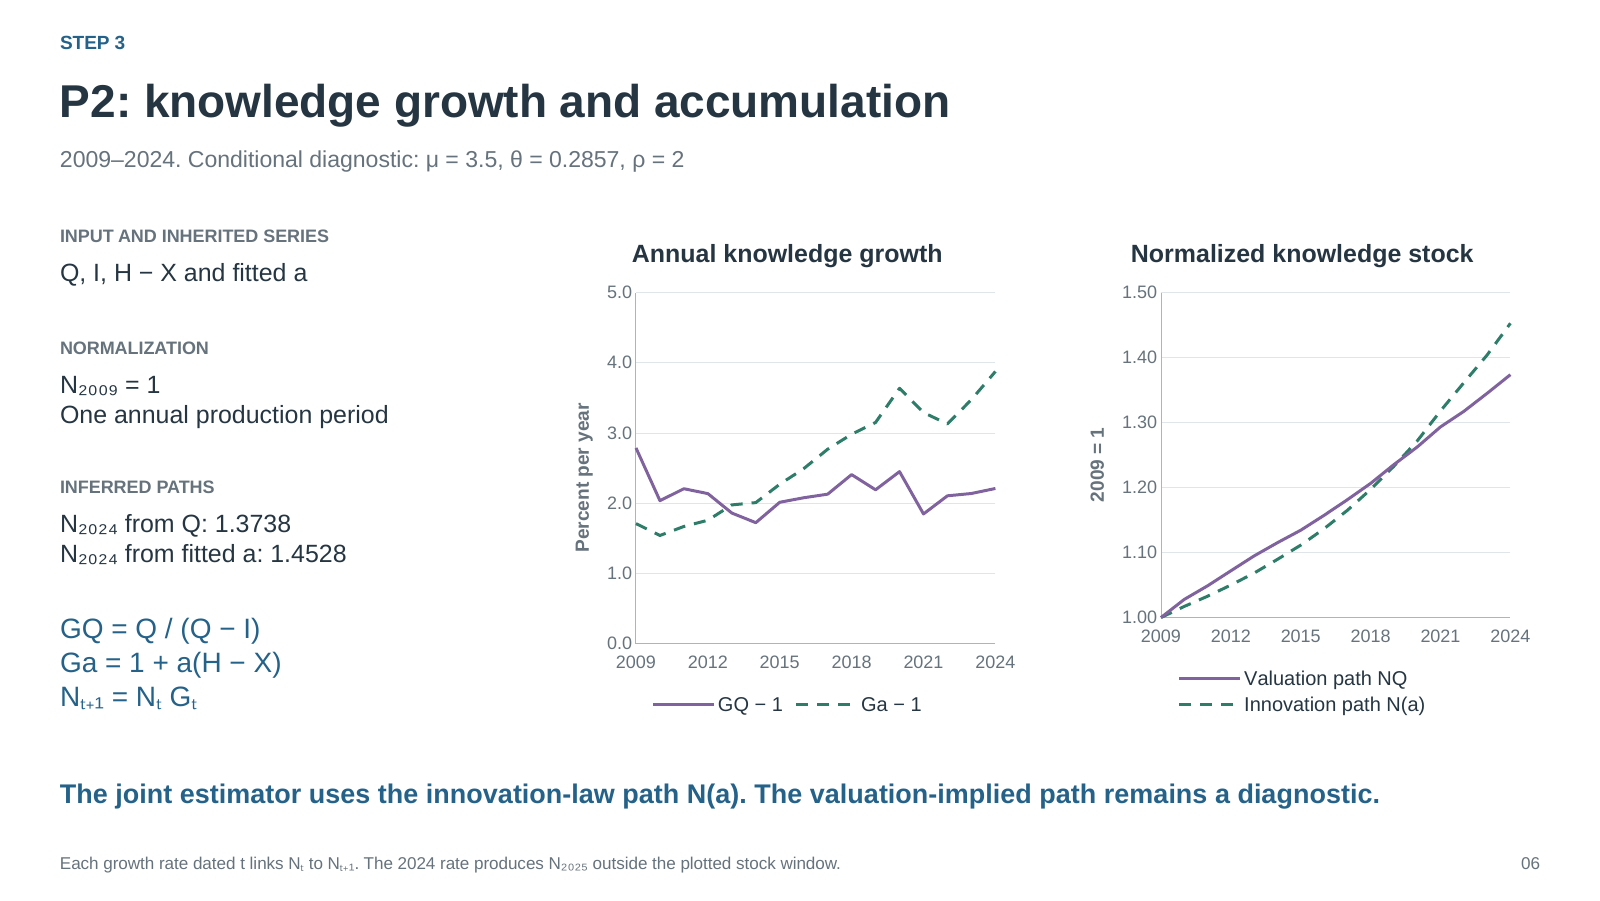 STEP 3
P2: knowledge growth and accumulation
2009–2024. Conditional diagnostic: μ = 3.5, θ = 0.2857, ρ = 2
INPUT AND INHERITED SERIES
Q, I, H − X and fitted a
NORMALIZATION
N₂₀₀₉ = 1
One annual production period
INFERRED PATHS
N₂₀₂₄ from Q: 1.3738
N₂₀₂₄ from fitted a: 1.4528
GQ = Q / (Q − I)
Ga = 1 + a(H − X)
Nₜ₊₁ = Nₜ Gₜ
Annual knowledge growth
Percent per year
5.0
4.0
3.0
2.0
1.0
0.0
2009 2012 2015 2018 2021 2024
GQ − 1 Ga − 1
Normalized knowledge stock
2009 = 1
1.50
1.40
1.30
1.20
1.10
1.00
2009 2012 2015 2018 2021 2024
Valuation path NQ
Innovation path N(a)
The joint estimator uses the innovation-law path N(a). The valuation-implied path remains a diagnostic.
Each growth rate dated t links Nₜ to Nₜ₊₁. The 2024 rate produces N₂₀₂₅ outside the plotted stock window.
06